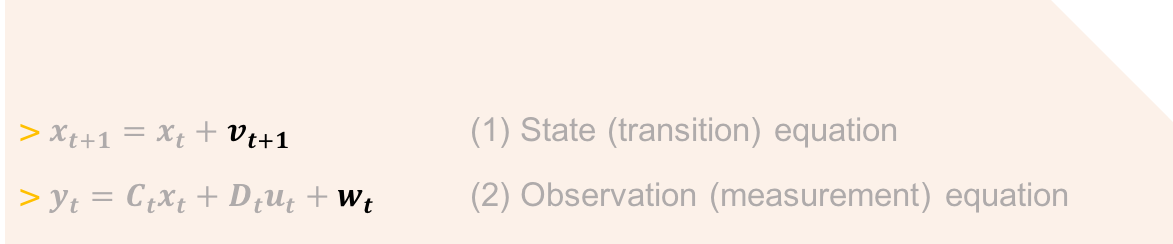 > x_{t+1} = x_t + v_{t+1} (1) State (transition) equation
> y_t = C_t x_t + D_t u_t + w_t (2) Observation (measurement) equation